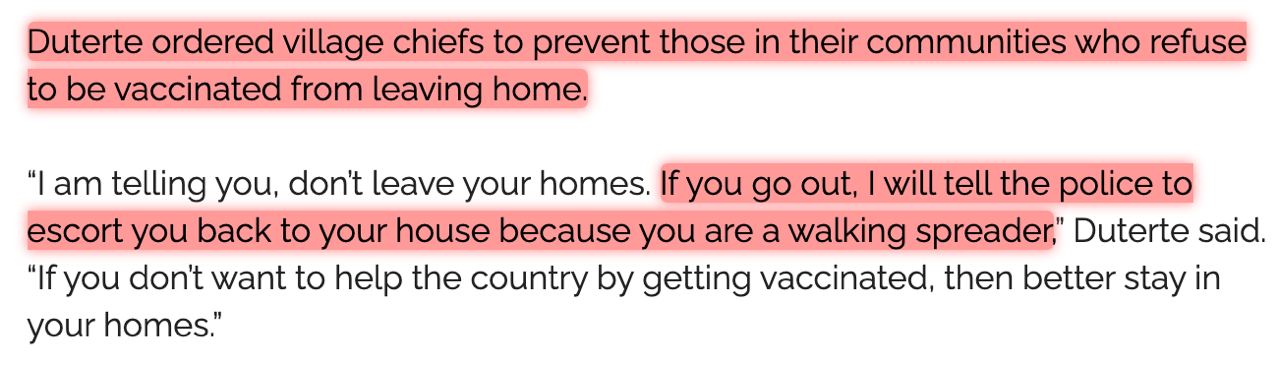 Duterte ordered village chiefs to prevent those in their communities who refuse
to be vaccinated from leaving home.
“I am telling you, don’t leave your homes. If you go out, I will tell the police to
escort you back to your house because you are a walking spreader,” Duterte said.
“If you don’t want to help the country by getting vaccinated, then better stay in
your homes.”